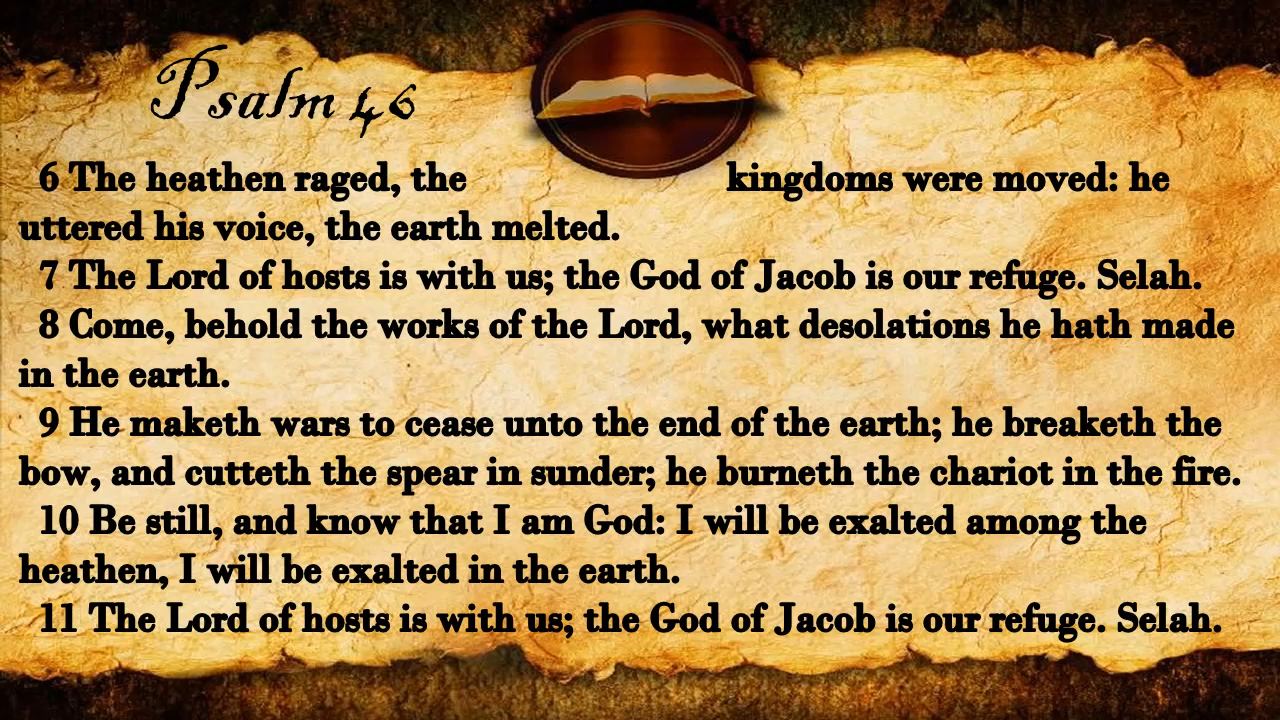 Psalm 46
6 The heathen raged, the kingdoms were moved: he
uttered his voice, the earth melted.
7 The Lord of hosts is with us; the God of Jacob is our refuge. Selah.
8 Come, behold the works of the Lord, what desolations he hath made
in the earth.
9 He maketh wars to cease unto the end of the earth; he breaketh the
bow, and cutteth the spear in sunder; he burneth the chariot in the fire.
10 Be still, and know that I am God: I will be exalted among the
heathen, I will be exalted in the earth.
11 The Lord of hosts is with us; the God of Jacob is our refuge. Selah.